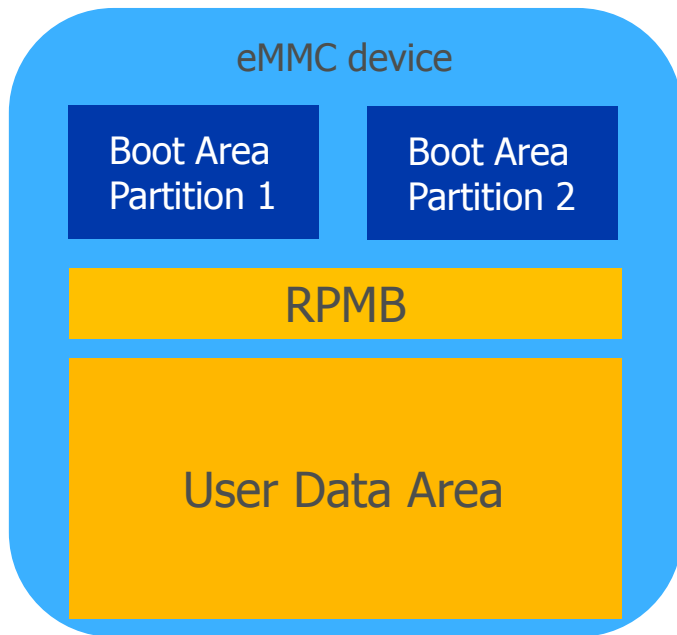 eMMC device
Boot Area
Partition 1
Boot Area
Partition 2
RPMB
User Data Area